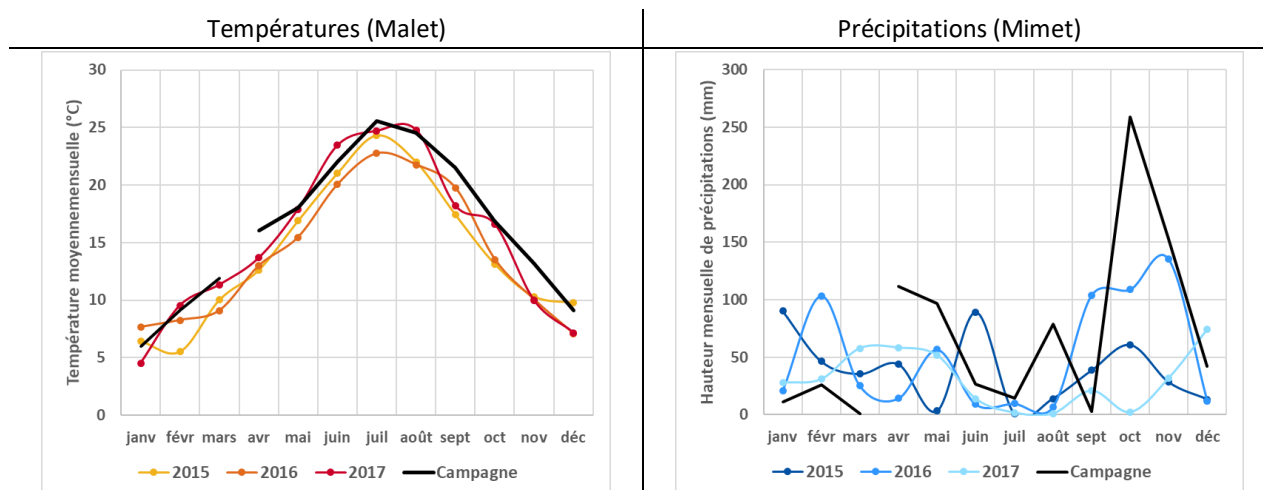 Températures (Malet)
Précipitations (Mimet)
Température moyennemensuelle (°C)
30
25
20
15
10
5
0
janv févr mars avr mai juin juil août sept oct nov déc
2015 2016 2017 Campagne
Hauteur mensuelle de précipitations (mm)
300
250
200
150
100
50
0
janv févr mars avr mai juin juil août sept oct nov déc
2015 2016 2017 Campagne